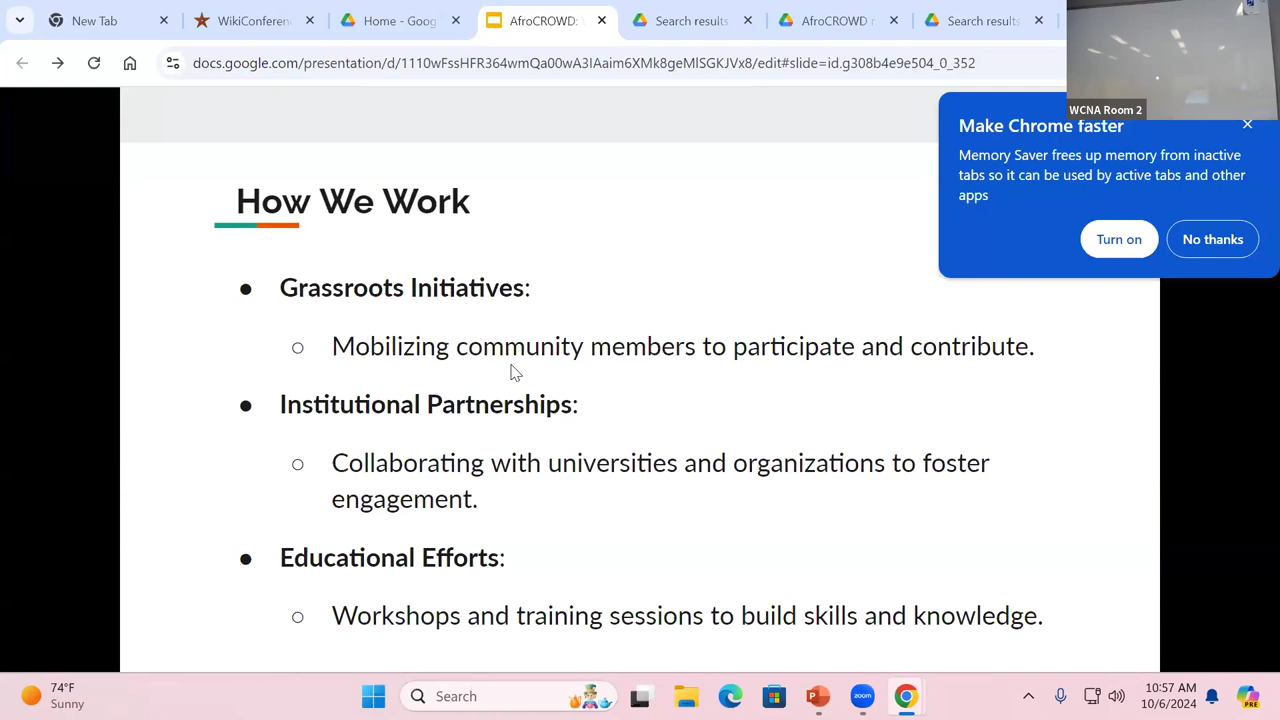 New Tab
WikiConferen
Home - Goog
AfroCROWD:
Search results
AfroCROWD
Search results
docs.google.com/presentation/d/1110wFssHFR364wmQa00wA3IAaim6XMk8geMlSGKJVx8/edit#slide=id.g308b4e9e504_0_352
WCNA Room 2
Make Chrome faster
Memory Saver frees up memory from inactive
tabs so it can be used by active tabs and other
apps
Turn on
No thanks
How We Work
● Grassroots Initiatives:
○ Mobilizing community members to participate and contribute.
● Institutional Partnerships:
○ Collaborating with universities and organizations to foster
engagement.
● Educational Efforts:
○ Workshops and training sessions to build skills and knowledge.
74°F
Sunny
Search
zoom
PRE
10:57 AM
10/6/2024